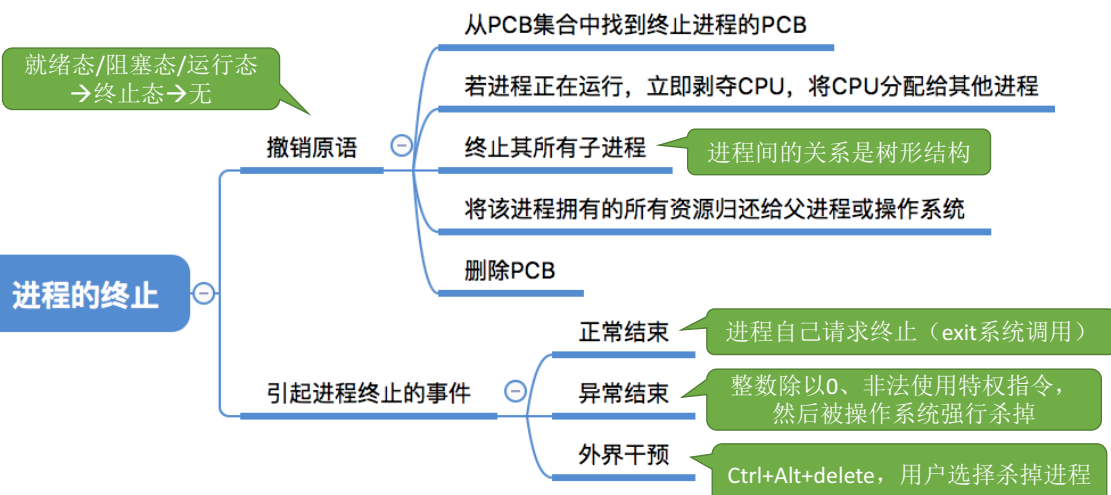 从PCB集合中找到终止进程的PCB
就绪态/阻塞态/运行态
→终止态→无
若进程正在运行，立即剥夺CPU，将CPU分配给其他进程
撤销原语
终止其所有子进程
进程间的关系是树形结构
将该进程拥有的所有资源归还给父进程或操作系统
删除PCB
进程的终止
正常结束
进程自己请求终止（exit系统调用）
引起进程终止的事件
异常结束
整数除以0、非法使用特权指令，
然后被操作系统强行杀掉
外界干预
Ctrl+Alt+delete，用户选择杀掉进程